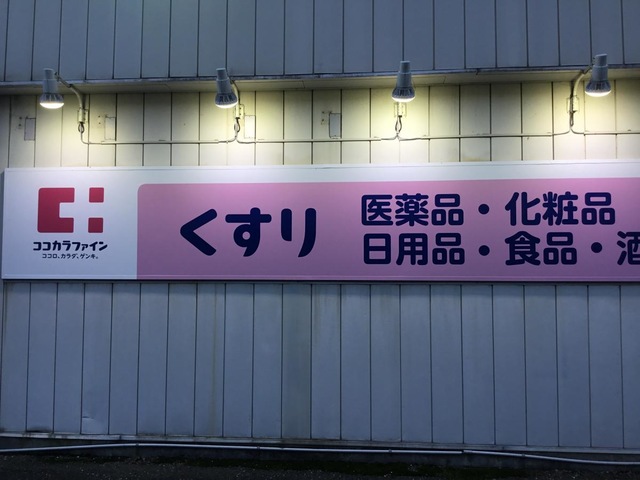 ココカラファイン
ココロ、カラダ、ゲンキ。
くすり
医薬品・化粧品
日用品・食品・酒